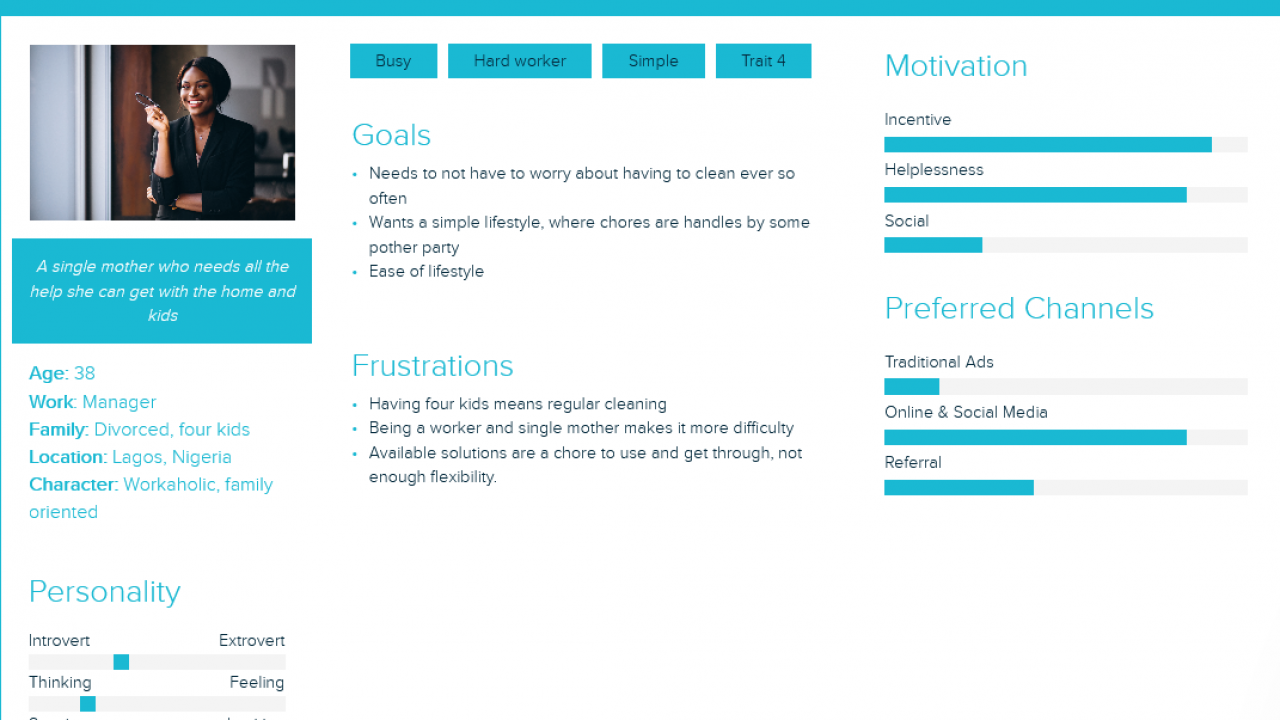 A single mother who needs all the
help she can get with the home and
kids
Age: 38
Work: Manager
Family: Divorced, four kids
Location: Lagos, Nigeria
Character: Workaholic, family
oriented
Personality
Introvert Extrovert
Thinking Feeling
Busy Hard worker Simple Trait 4
Goals
• Needs to not have to worry about having to clean ever so
often
• Wants a simple lifestyle, where chores are handles by some
pother party
• Ease of lifestyle
Frustrations
• Having four kids means regular cleaning
• Being a worker and single mother makes it more difficulty
• Available solutions are a chore to use and get through, not
enough flexibility.
Motivation
Incentive
Helplessness
Social
Preferred Channels
Traditional Ads
Online & Social Media
Referral